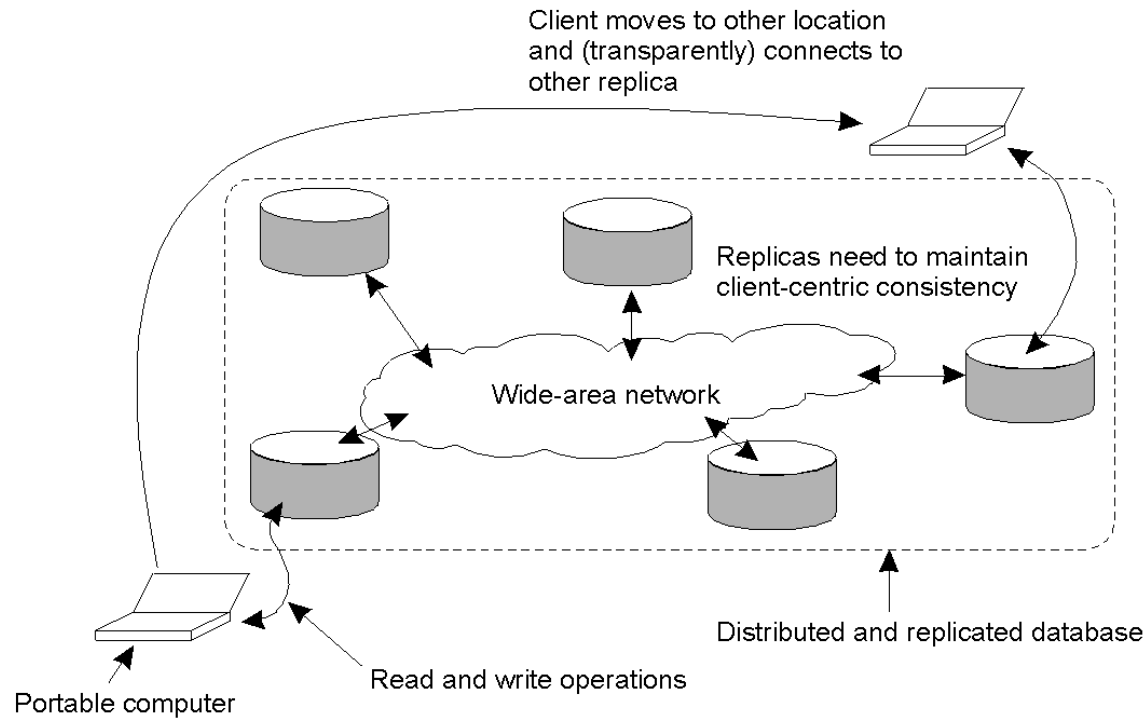 Client moves to other location
and (transparently) connects to
other replica
Replicas need to maintain
client-centric consistency
Wide-area network
Distributed and replicated database
Read and write operations
Portable computer